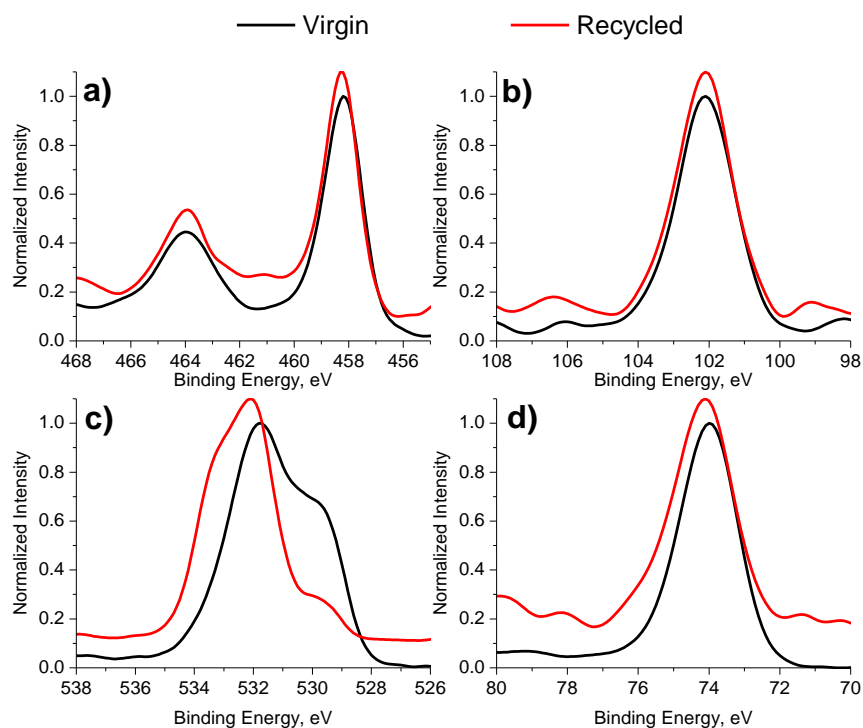 Virgin Recycled
a) b)
Normalized Intensity Normalized Intensity
1.0 1.0
0.8 0.8
0.6 0.6
0.4 0.4
0.2 0.2
0.0 0.0
468 466 464 462 460 458 456 108 106 104 102 100 98
Binding Energy, eV Binding Energy, eV
c) d)
Normalized Intensity Normalized Intensity
1.0 1.0
0.8 0.8
0.6 0.6
0.4 0.4
0.2 0.2
0.0 0.0
538 536 534 532 530 528 526 80 78 76 74 72 70
Binding Energy, eV Binding Energy, eV